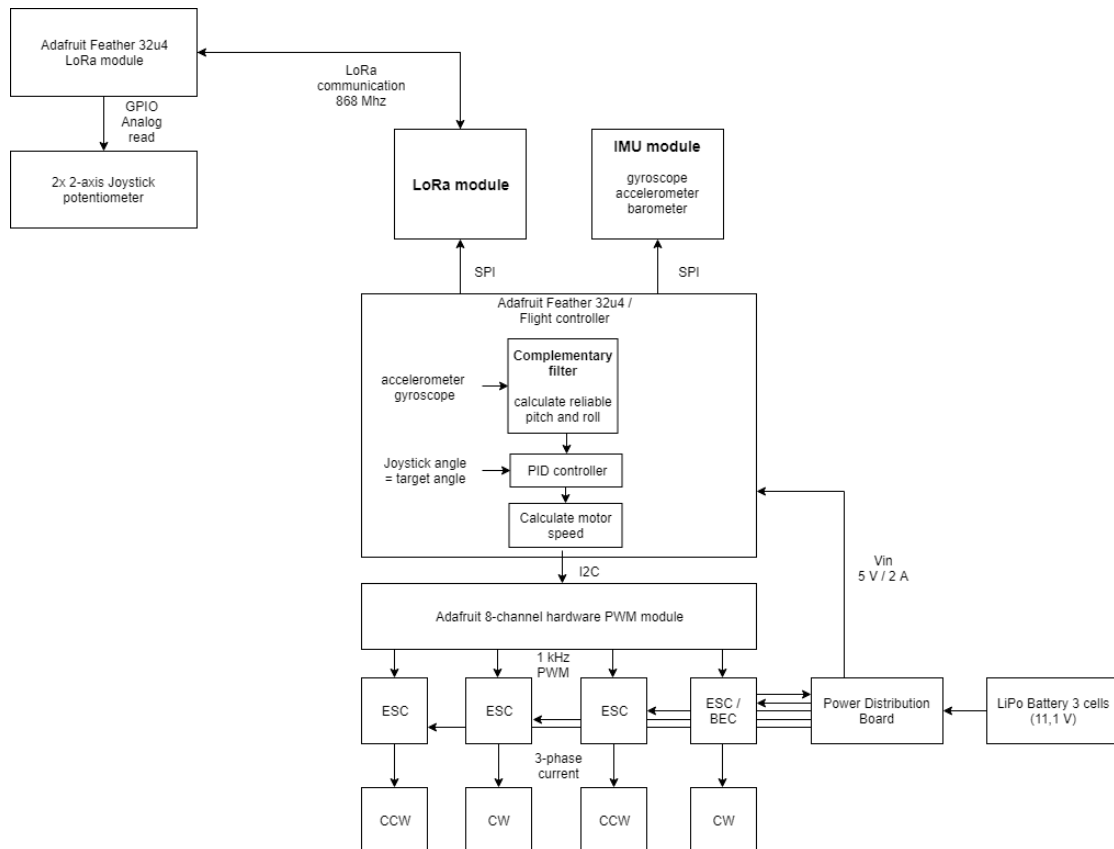 Adafruit Feather 32u4
LoRa module
LoRa
communication
868 Mhz
GPIO
Analog
read
2x 2-axis Joystick
potentiometer
LoRa module
IMU module
gyroscope
accelerometer
barometer
SPI
SPI
Adafruit Feather 32u4 /
Flight controller
Complementary
filter
calculate reliable
pitch and roll
accelerometer
gyroscope
Joystick angle
= target angle
PID controller
Calculate motor
speed
I2C
Vin
5 V / 2 A
Adafruit 8-channel hardware PWM module
1 kHz
PWM
ESC
ESC
ESC
ESC /
BEC
Power Distribution
Board
LiPo Battery 3 cells
(11,1 V)
3-phase
current
CCW
CW
CCW
CW